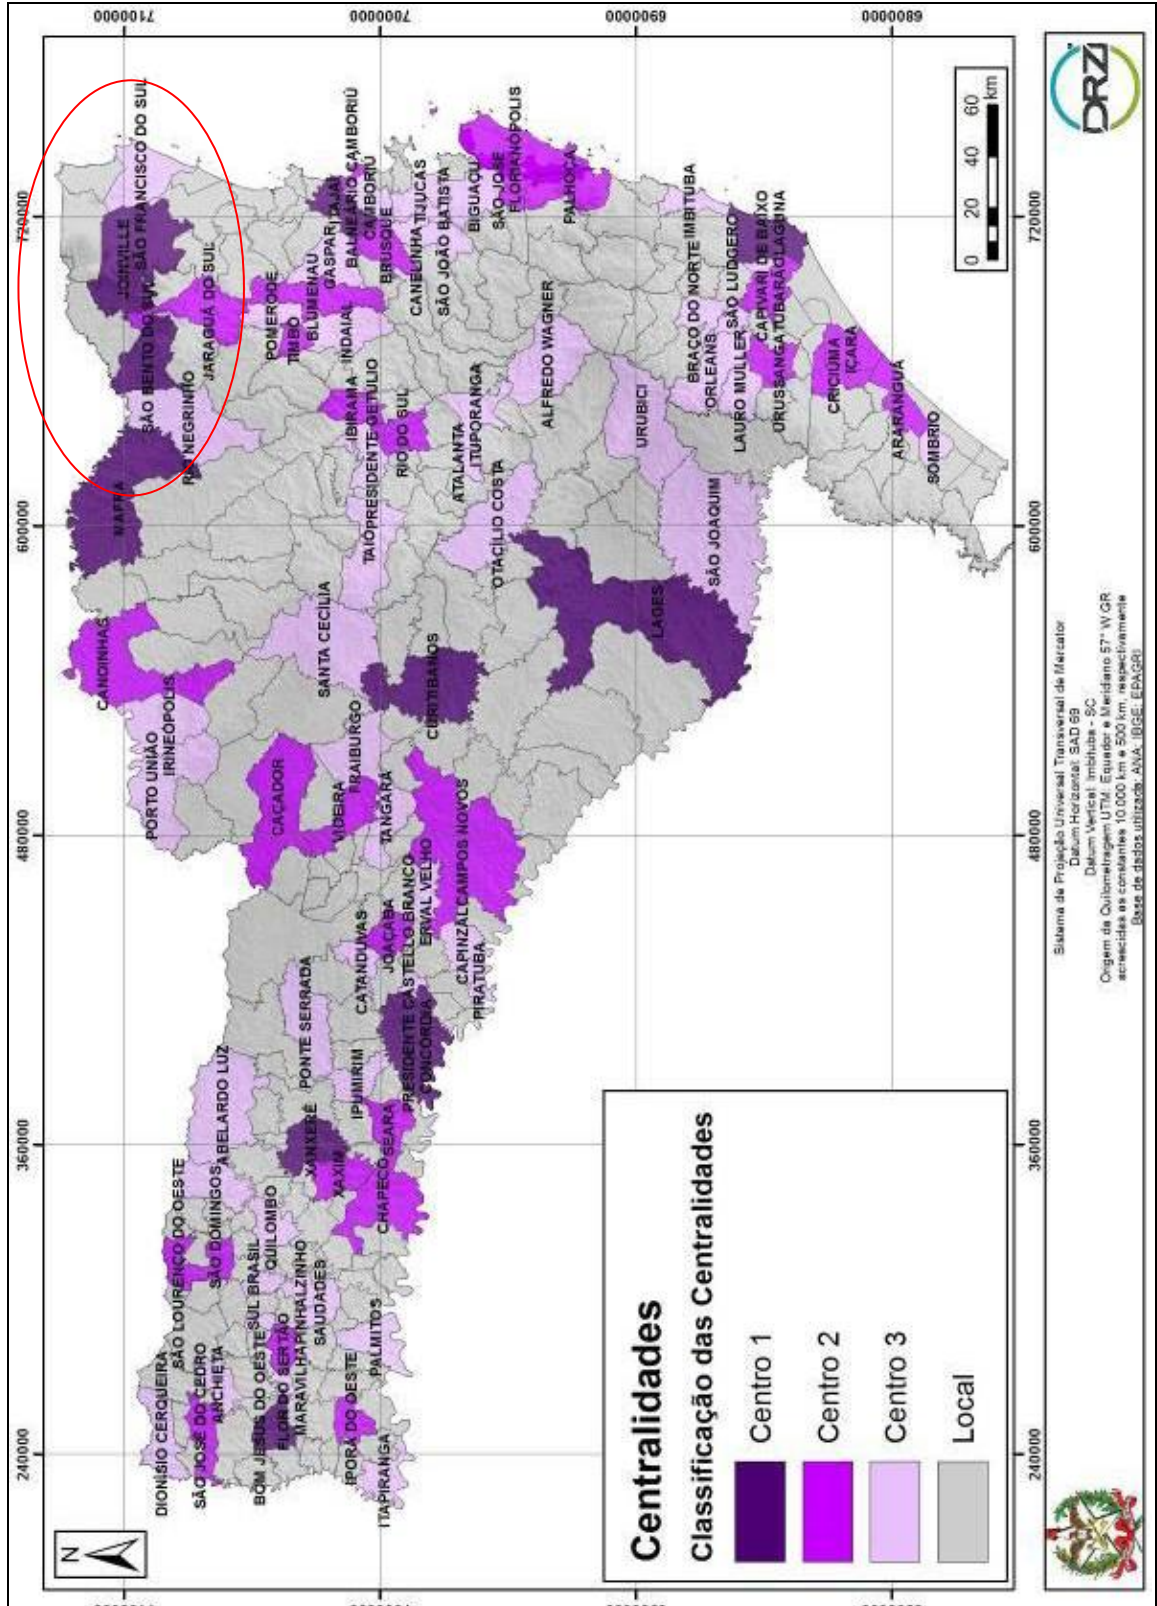 7100000
7000000
6900000
6800000
720000
600000
480000
360000
240000
720000
600000
480000
360000
240000
N
DIONÍSIO CERQUEIRA
SÃO JOSÉ DO CEDRO
ANCHIETA
SÃO LOURENÇO DO OESTE
SÃO DOMINGOS
ABELARDO LUZ
BOM JESUS DO OESTE
SUL BRASIL
QUILOMBO
FLOR DO SERTÃO
MARAVILHA
PINHALZINHO
SAUDADES
IPORÃ DO OESTE
PALMITOS
ITAPIRANGA
XANXERÊ
XAXIM
CHAPECÓ
SEARA
IPUMIRIM
PONTE SERRADA
PRESIDENTE CASTELLO BRANCO
CONCÓRDIA
CATANDUVAS
JOAÇABA
ERVAL VELHO
CAPINZAL
CAMPOS NOVOS
PIRATUBA
PORTO UNIÃO
IRINEÓPOLIS
CANOINHAS
CAÇADOR
VIDEIRA
FRAIBURGO
TANGARÁ
SANTA CECÍLIA
CURITIBANOS
LAGES
MAFRA
RIO NEGRINHO
SÃO BENTO DO SUL
JOINVILLE
SÃO FRANCISCO DO SUL
JARAGUÁ DO SUL
POMERODE
TIMBÓ
BLUMENAU
GASPAR
ITAJAÍ
INDAIAL
BALNEÁRIO CAMBORIÚ
CAMBORIÚ
BRUSQUE
TAIÓ
PRESIDENTE GETÚLIO
IBIRAMA
RIO DO SUL
CANELINHA
TIJUCAS
SÃO JOÃO BATISTA
BIGUAÇU
SÃO JOSÉ
FLORIANÓPOLIS
PALHOÇA
ATALANTA
ITUPORANGA
OTACÍLIO COSTA
ALFREDO WAGNER
URUBICI
SÃO JOAQUIM
BRAÇO DO NORTE
IMBITUBA
ORLEANS
LAURO MULLER
SÃO LUDGERO
CAPIVARI DE BAIXO
URUSSANGA
TUBARÃO
LAGUNA
CRICIÚMA
IÇARA
ARARANGUÁ
SOMBRIO
0 20 40 60
km
Centralidades
Classificação das Centralidades
Centro 1
Centro 2
Centro 3
Local
Sistema de Projeção Universal Transversal de Mercator
Datum Horizontal: SAD 69
Datum Vertical: Imbituba - SC
Origem da Quilometragem UTM: Equador e Meridiano 57° W.GR.
acrescidas as constantes 10.000 km e 500 km, respectivamente
Base de dados utilizada: ANA; IBGE; EPAGRI
DRZ